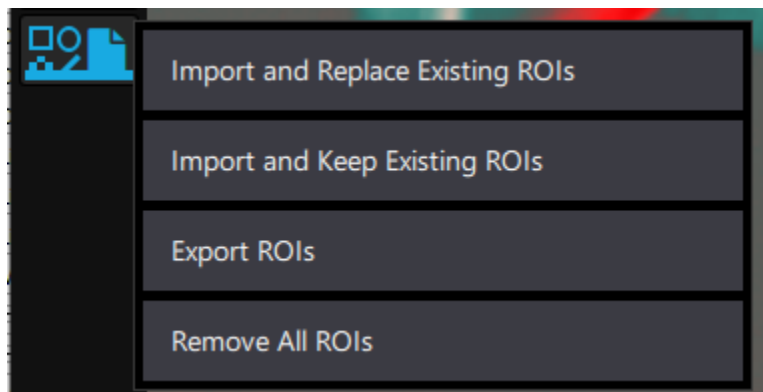 Import and Replace Existing ROIs
Import and Keep Existing ROIs
Export ROIs
Remove All ROIs